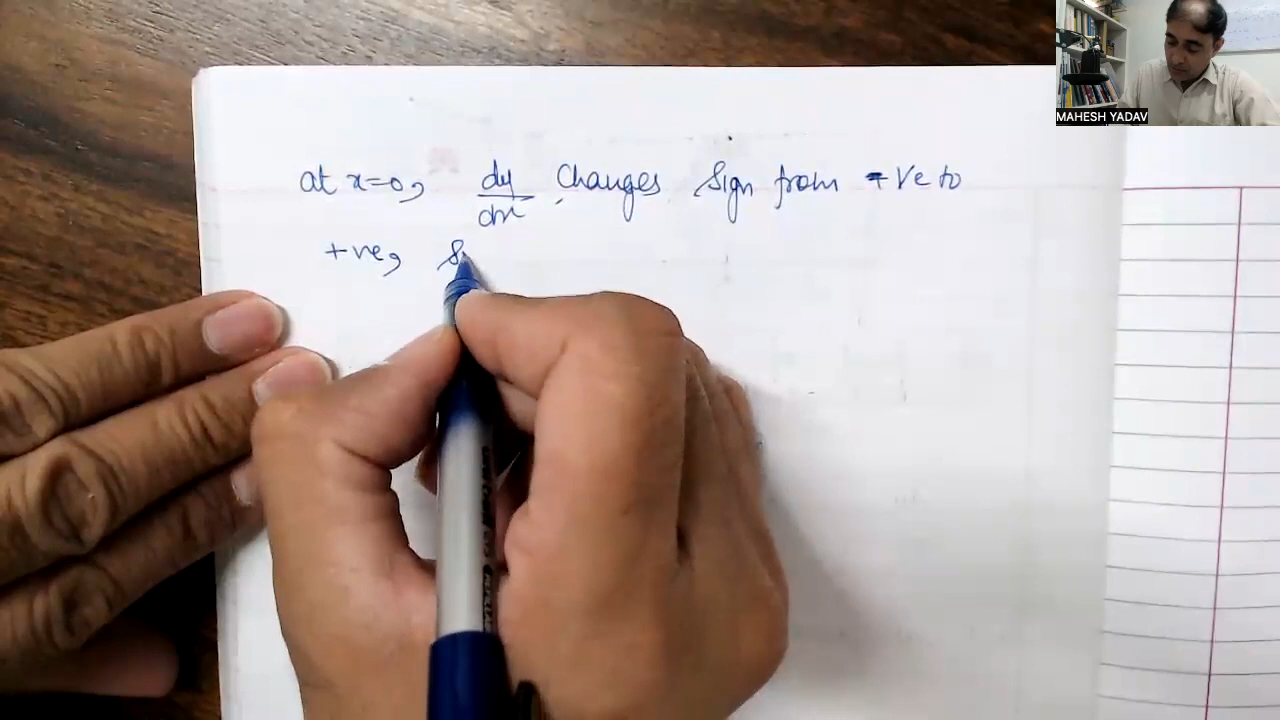 MAHESH YADAV
at x=0, dy/dx changes sign from -ve to
+ve, s